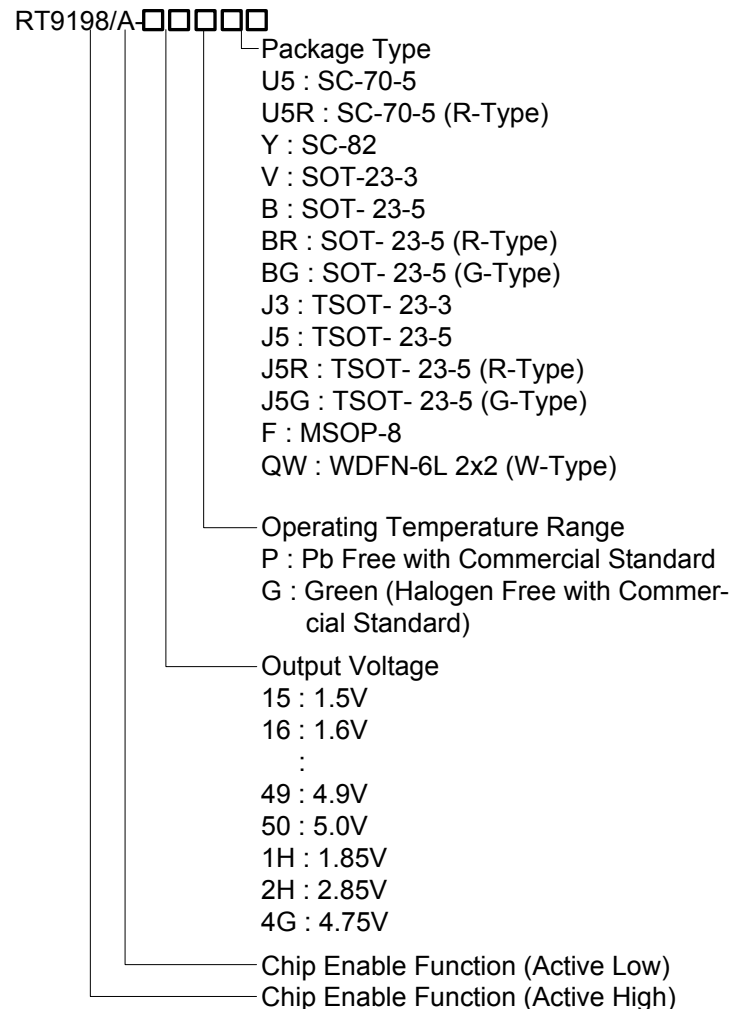 RT9198/A-□□□□□
Package Type
U5 : SC-70-5
U5R : SC-70-5 (R-Type)
Y : SC-82
V : SOT-23-3
B : SOT- 23-5
BR : SOT- 23-5 (R-Type)
BG : SOT- 23-5 (G-Type)
J3 : TSOT- 23-3
J5 : TSOT- 23-5
J5R : TSOT- 23-5 (R-Type)
J5G : TSOT- 23-5 (G-Type)
F : MSOP-8
QW : WDFN-6L 2x2 (W-Type)
Operating Temperature Range
P : Pb Free with Commercial Standard
G : Green (Halogen Free with Commer-
cial Standard)
Output Voltage
15 : 1.5V
16 : 1.6V
:
49 : 4.9V
50 : 5.0V
1H : 1.85V
2H : 2.85V
4G : 4.75V
Chip Enable Function (Active Low)
Chip Enable Function (Active High)